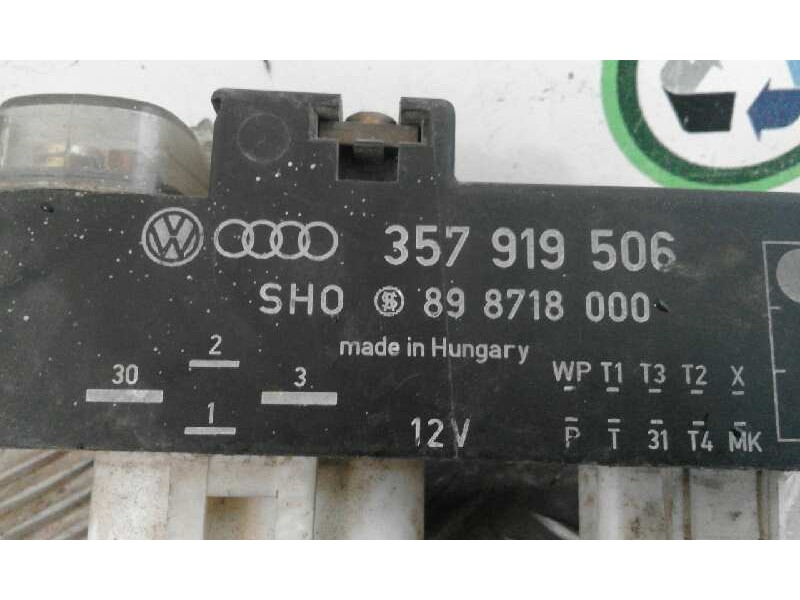 357 919 506
SHO 89 8718 000
made in Hungary
2
30
3
1
12V
WP T1 T3 T2 X
P T 31 T4 MK